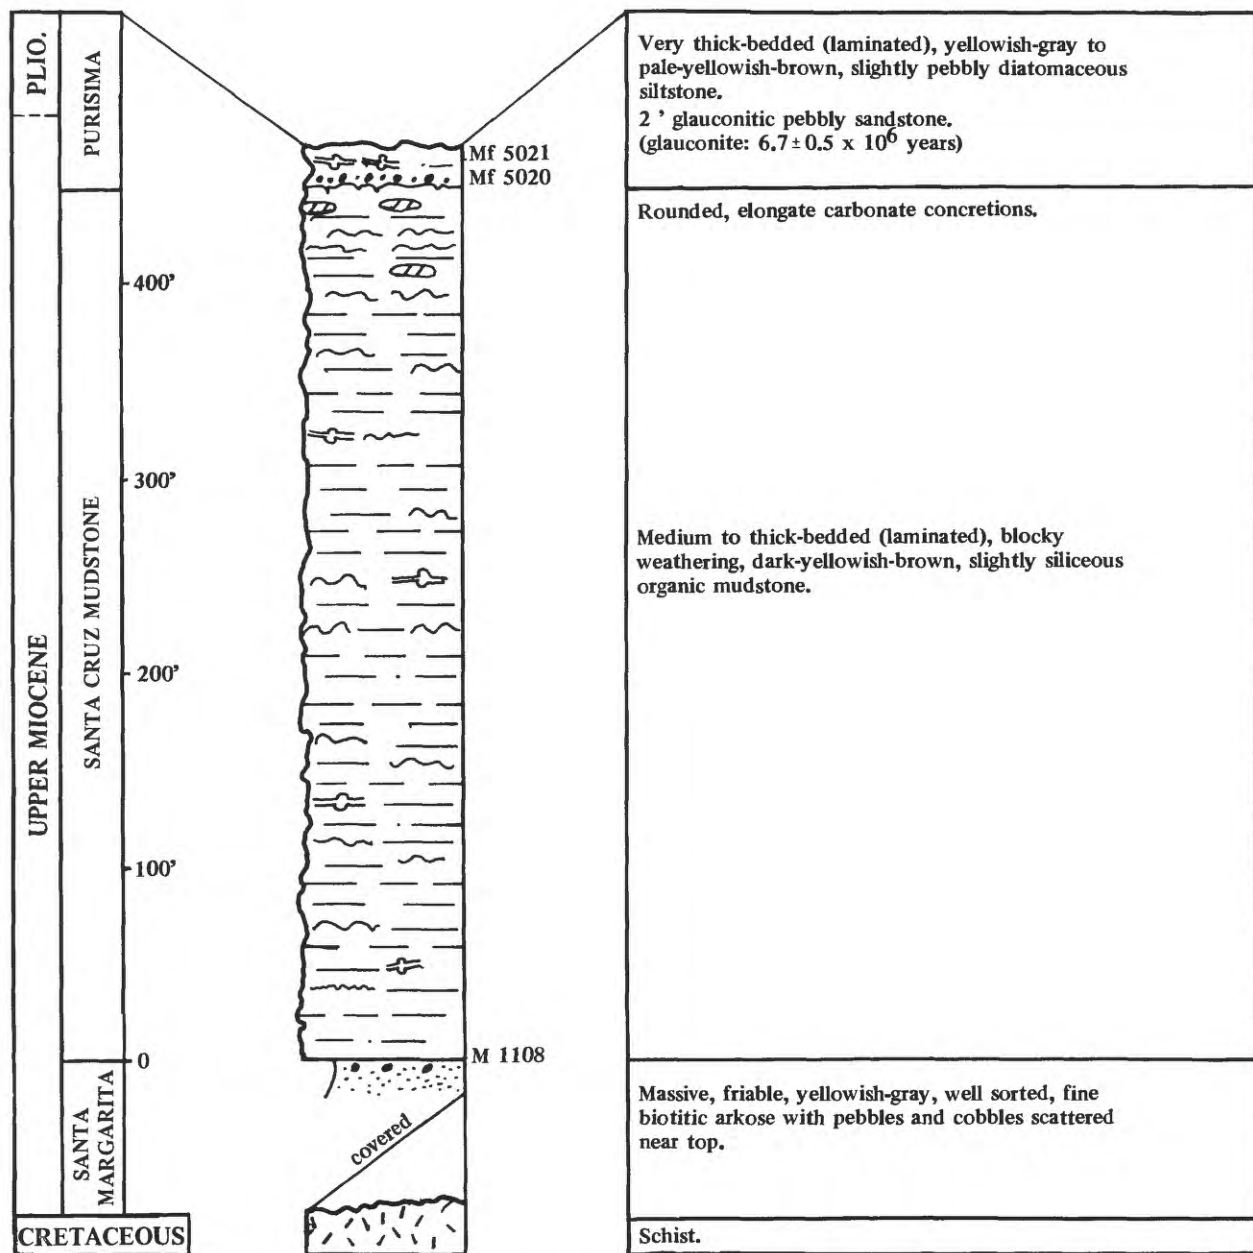 PLIO.
UPPER MIOCENE
CRETACEOUS
PURISIMA
SANTA CRUZ MUDSTONE
SANTA
MARGARITA
400'
300'
200'
100'
0
Mf 5021
Mf 5020
M 1108
covered
Very thick-bedded (laminated), yellowish-gray to
pale-yellowish-brown, slightly pebbly diatomaceous
siltstone.
2 ' glauconitic pebbly sandstone.
(glauconite: 6.7 ± 0.5 x 10⁶ years)
Rounded, elongate carbonate concretions.
Medium to thick-bedded (laminated), blocky
weathering, dark-yellowish-brown, slightly siliceous
organic mudstone.
Massive, friable, yellowish-gray, well sorted, fine
biotitic arkose with pebbles and cobbles scattered
near top.
Schist.